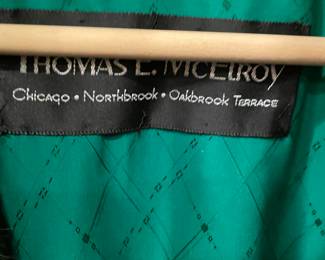 THOMAS E. MCELROY
CHICAGO • NORTHBROOK • OAKBROOK TERRACE